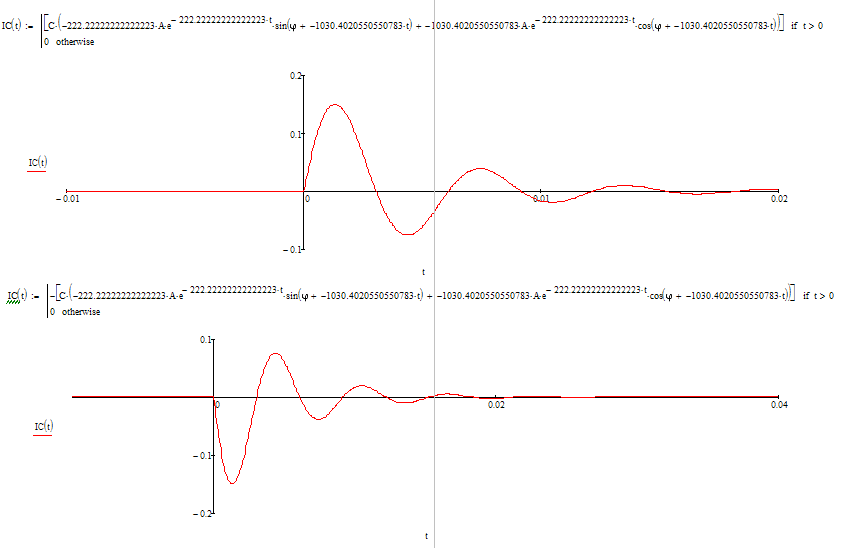 IC(t) := [C·(-222.22222222222223·A·e^-222.22222222222223·t·sin(φ + -1030.4020550550783·t) + -1030.4020550550783·A·e^-222.22222222222223·t·cos(φ + -1030.4020550550783·t))] if t > 0
0 otherwise
0.2
0.1
IC(t)
-0.01 0 0.01 0.02
-0.1
t
IC(t) := -[C·(-222.22222222222223·A·e^-222.22222222222223·t·sin(φ + -1030.4020550550783·t) + -1030.4020550550783·A·e^-222.22222222222223·t·cos(φ + -1030.4020550550783·t))] if t > 0
0 otherwise
0.1
0 0.02 0.04
IC(t)
-0.1
-0.2
t